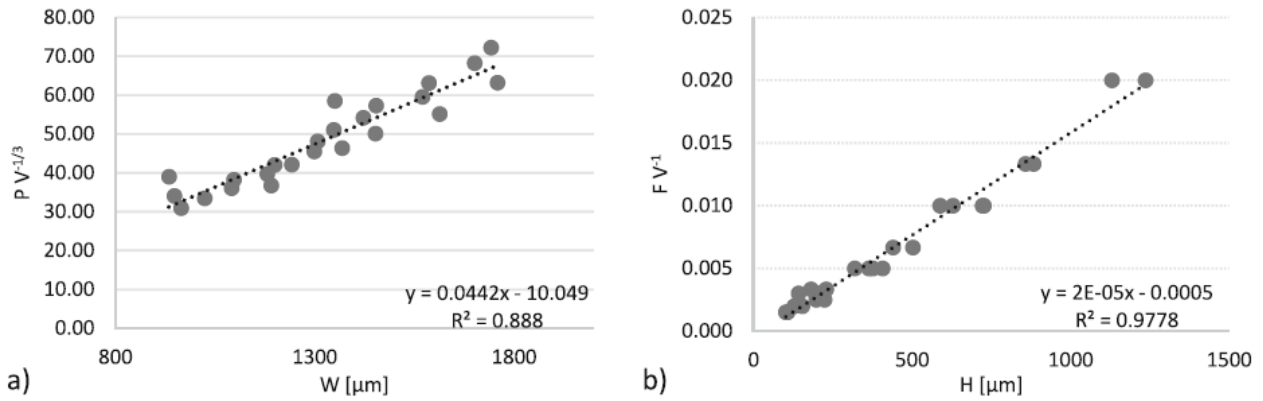 80.00
70.00
60.00
50.00
40.00
30.00
20.00
10.00
0.00
P V-1/3
y = 0.0442x - 10.049
R² = 0.888
800 1300 1800
W [µm]
a)
0.025
0.020
0.015
0.010
0.005
0.000
F V-1
y = 2E-05x - 0.0005
R² = 0.9778
0 500 1000 1500
H [µm]
b)